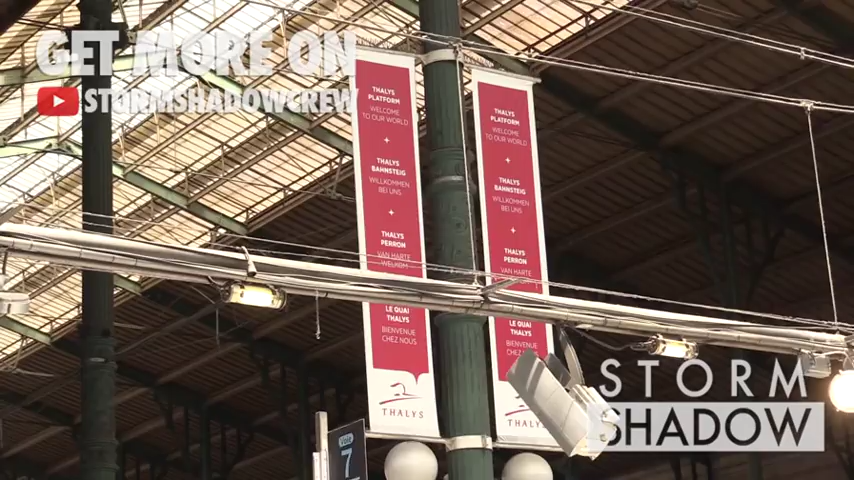 GET MORE ON
STORMSHADOWCREW
THALYS
PLATFORM
WELCOME
TO OUR WORLD
+
THALYS
BAHNSTEIG
WILLKOMMEN
BEI UNS
+
THALYS
PERRON
VAN HARTE
WELKOM
LE QUAI
THALYS
BIENVENUE
CHEZ NOUS
THALYS
THALYS
PLATFORM
WELCOME
TO OUR WORLD
+
THALYS
BAHNSTEIG
WILLKOMMEN
BEI UNS
+
THALYS
PERRON
VAN HARTE
LE QUAI
THALYS
BIENVENUE
CHEZ
THALYS
Voie
7
STORM
SHADOW